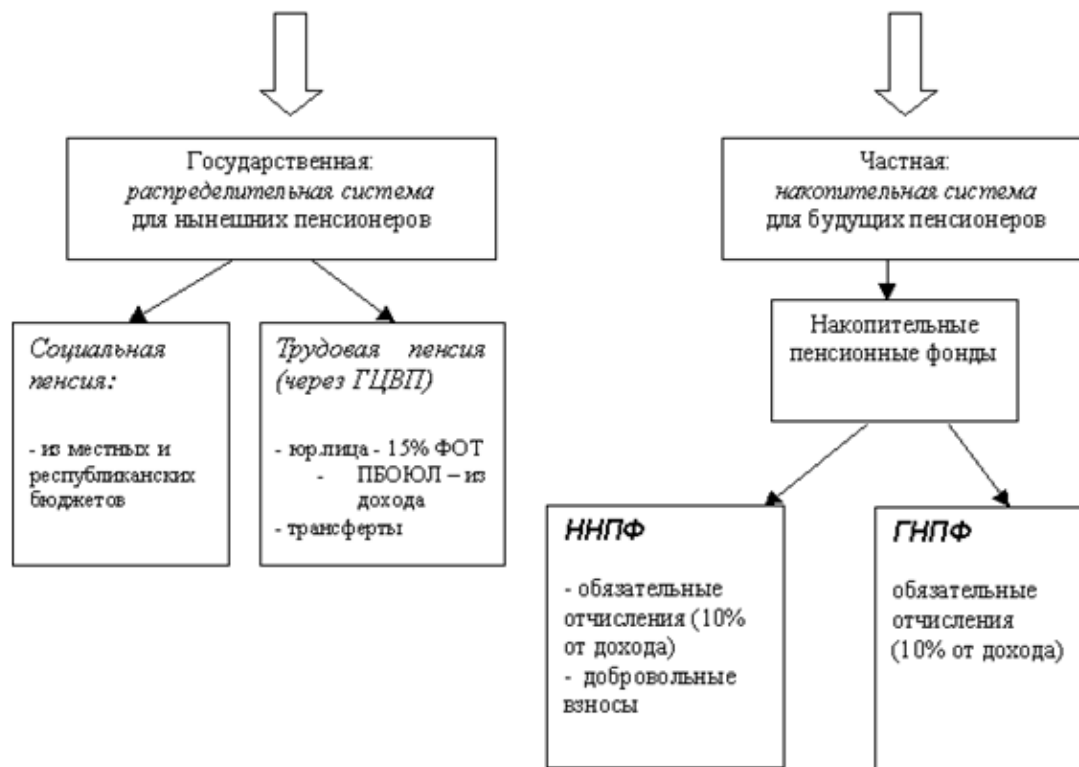 Государственная:
распределительная система
для нынешних пенсионеров
Частная:
накопительная система
для будущих пенсионеров
Социальная
пенсия:
- из местных и
республиканских
бюджетов
Трудовая пенсия
(через ГЦВП)
- юр.лица - 15% ФОТ
- ПБОЮЛ – из
дохода
- трансферты
Накопительные
пенсионные фонды
ННПФ
- обязательные
отчисления (10%
от дохода)
- добровольные
взносы
ГНПФ
обязательные
отчисления
(10% от дохода)